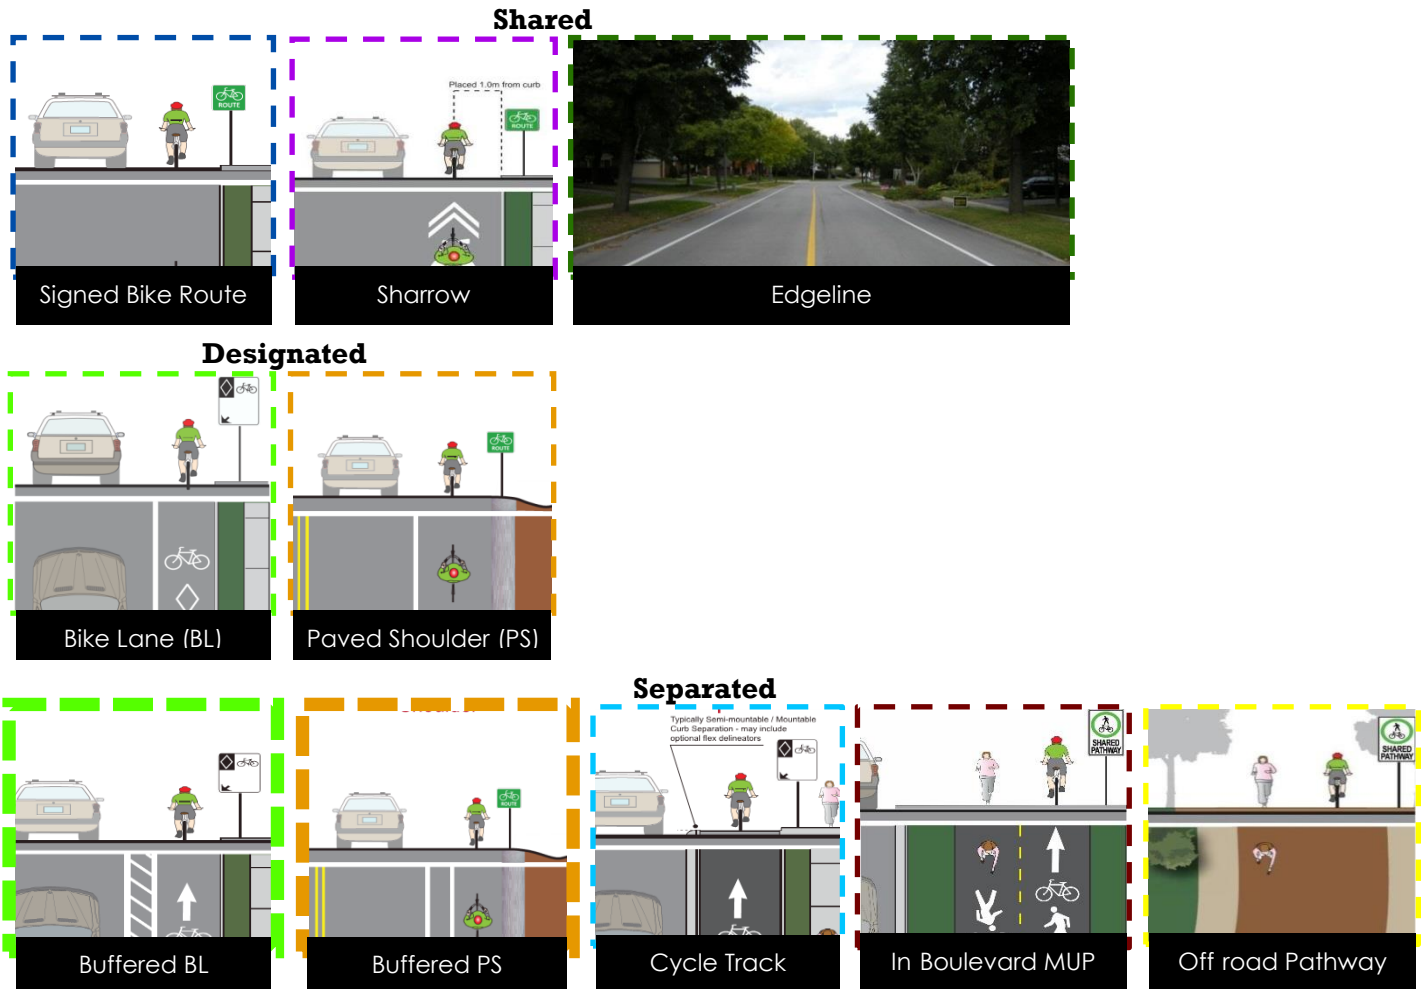 Shared
ROUTE
Placed 1.0m from curb
ROUTE
Signed Bike Route
Sharrow
Edgeline
Designated
ROUTE
Bike Lane (BL)
Paved Shoulder (PS)
Separated
Typically Semi-mountable / Mountable
Curb Separation - may include
optional flex delineators
ROUTE
SHARED
PATHWAY
SHARED
PATHWAY
Buffered BL
Buffered PS
Cycle Track
In Boulevard MUP
Off road Pathway